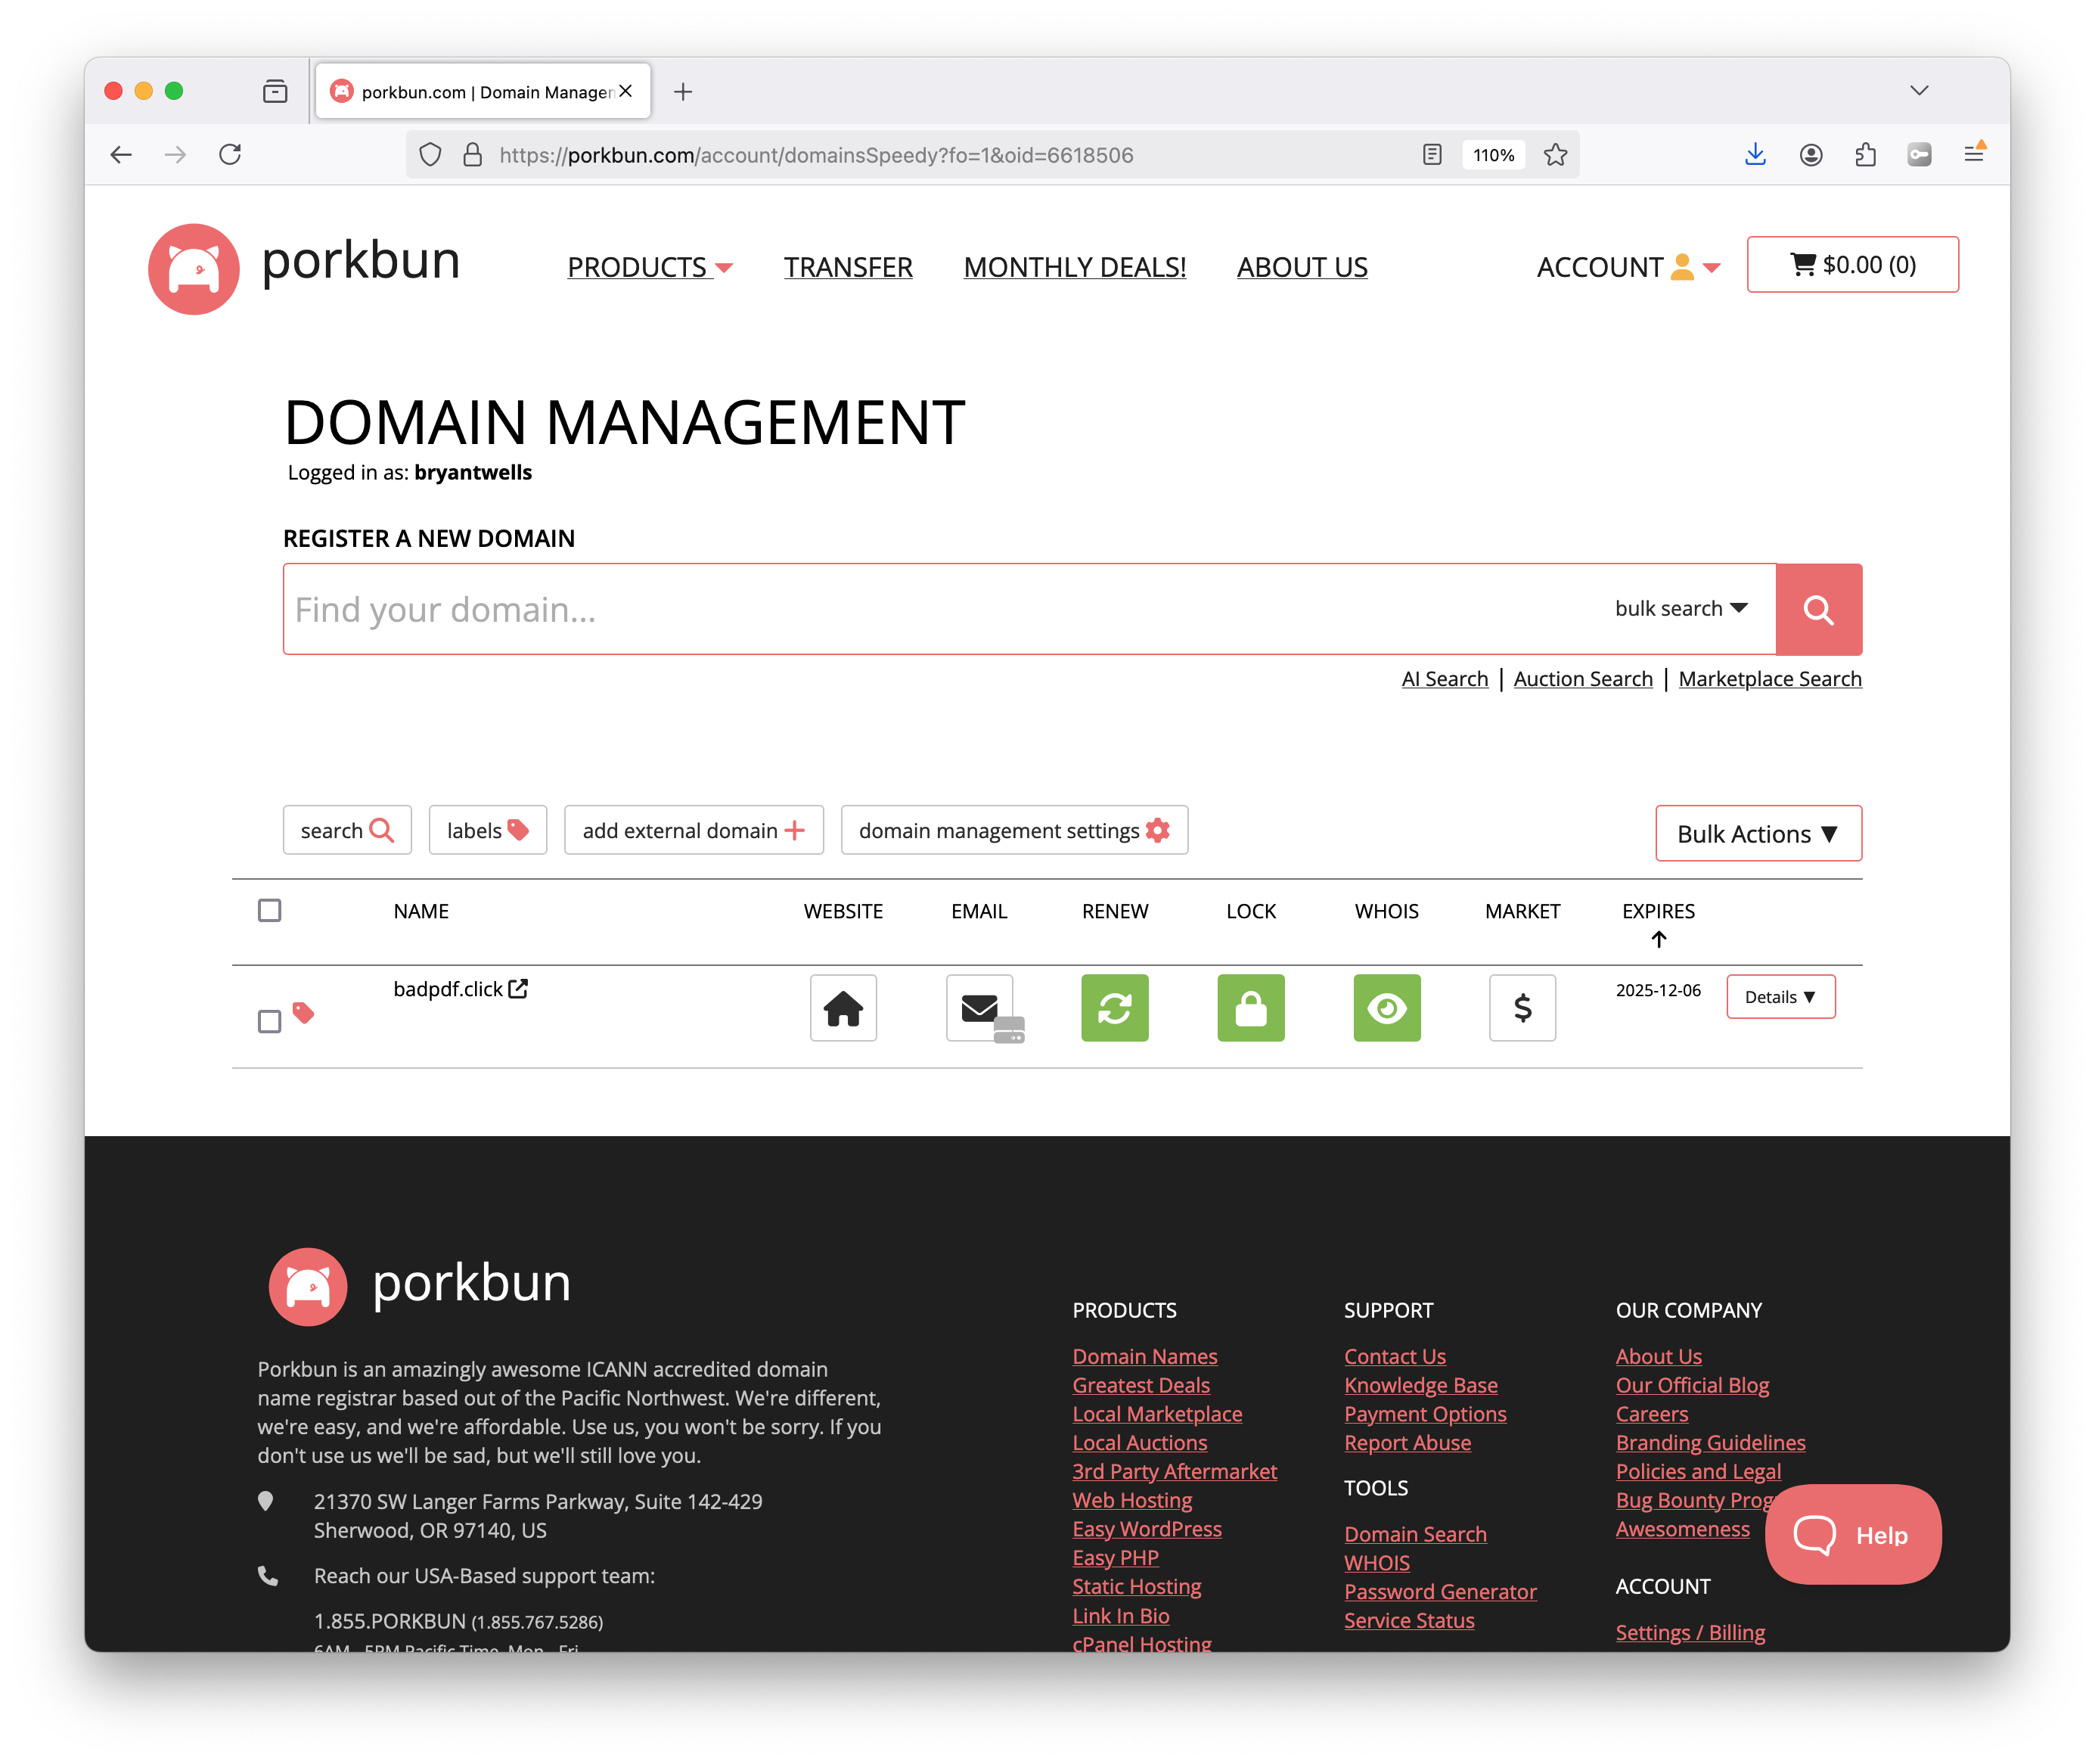 porkbun.com | Domain Managen
https://porkbun.com/account/domainsSpeedy?fo=1&oid=6618506
110%
porkbun
PRODUCTS
TRANSFER
MONTHLY DEALS!
ABOUT US
ACCOUNT
$0.00 (0)
DOMAIN MANAGEMENT
Logged in as: bryantwells
REGISTER A NEW DOMAIN
Find your domain...
bulk search
AI Search | Auction Search | Marketplace Search
search
labels
add external domain
domain management settings
Bulk Actions ▼
NAME
WEBSITE
EMAIL
RENEW
LOCK
WHOIS
MARKET
EXPIRES
badpdf.click
2025-12-06
Details ▼
porkbun
Porkbun is an amazingly awesome ICANN accredited domain
name registrar based out of the Pacific Northwest. We're different,
we're easy, and we're affordable. Use us, you won't be sorry. If you
don't use us we'll be sad, but we'll still love you.
21370 SW Langer Farms Parkway, Suite 142-429
Sherwood, OR 97140, US
Reach our USA-Based support team:
1.855.PORKBUN (1.855.767.5286)
6AM - 5PM Pacific Time, Mon - Fri
PRODUCTS
Domain Names
Greatest Deals
Local Marketplace
Local Auctions
3rd Party Aftermarket
Web Hosting
Easy WordPress
Easy PHP
Static Hosting
Link In Bio
cPanel Hosting
SUPPORT
Contact Us
Knowledge Base
Payment Options
Report Abuse
TOOLS
Domain Search
WHOIS
Password Generator
Service Status
OUR COMPANY
About Us
Our Official Blog
Careers
Branding Guidelines
Policies and Legal
Bug Bounty Prog
Awesomeness
ACCOUNT
Settings / Billing
Help